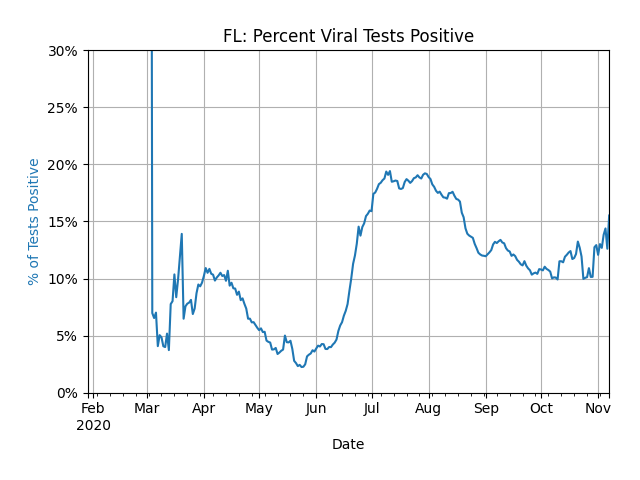 FL: Percent Viral Tests Positive
30%
25%
20%
15%
10%
5%
0%
% of Tests Positive
Feb Mar Apr May Jun Jul Aug Sep Oct Nov
2020
Date